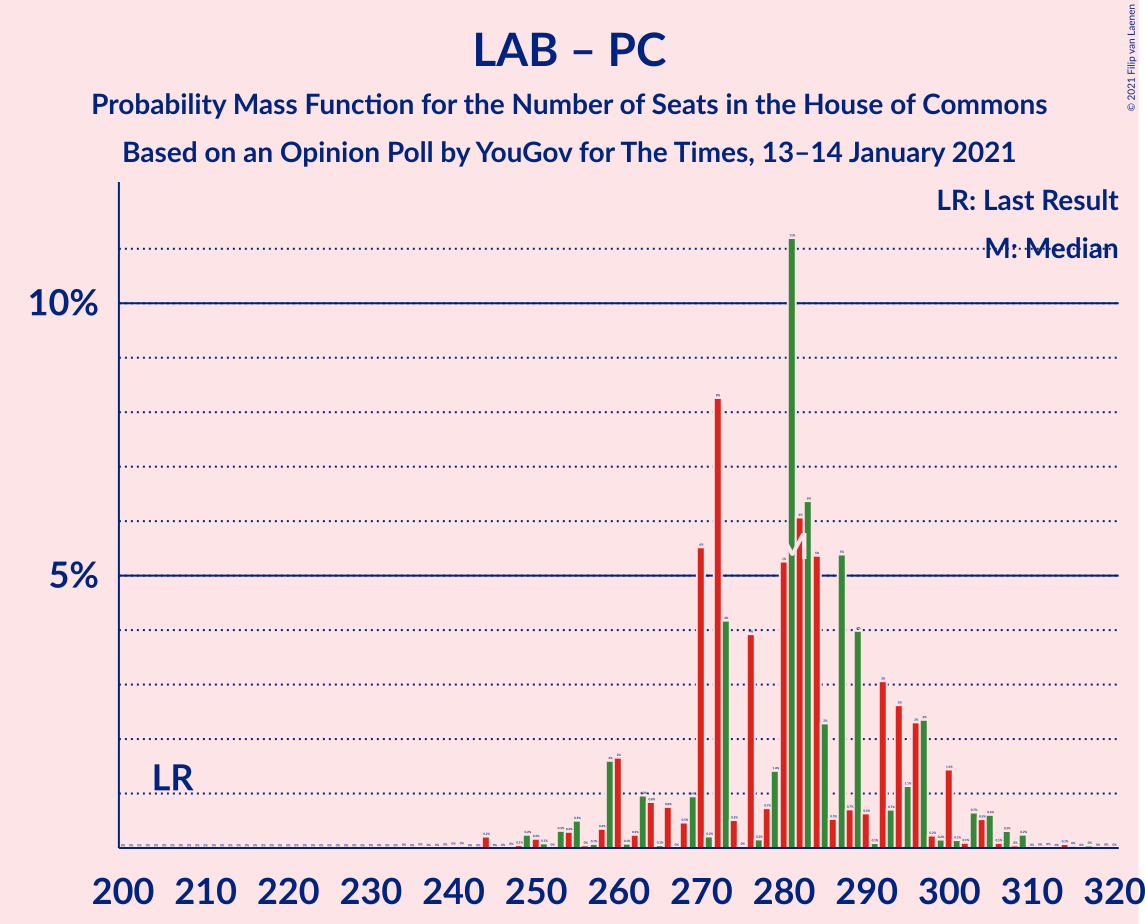 LAB – PC
Probability Mass Function for the Number of Seats in the House of Commons
Based on an Opinion Poll by YouGov for The Times, 13–14 January 2021
© 2021 Filip van Laenen
LR: Last Result
M: Median
10%
5%
LR
M
200 210 220 230 240 250 260 270 280 290 300 310 320